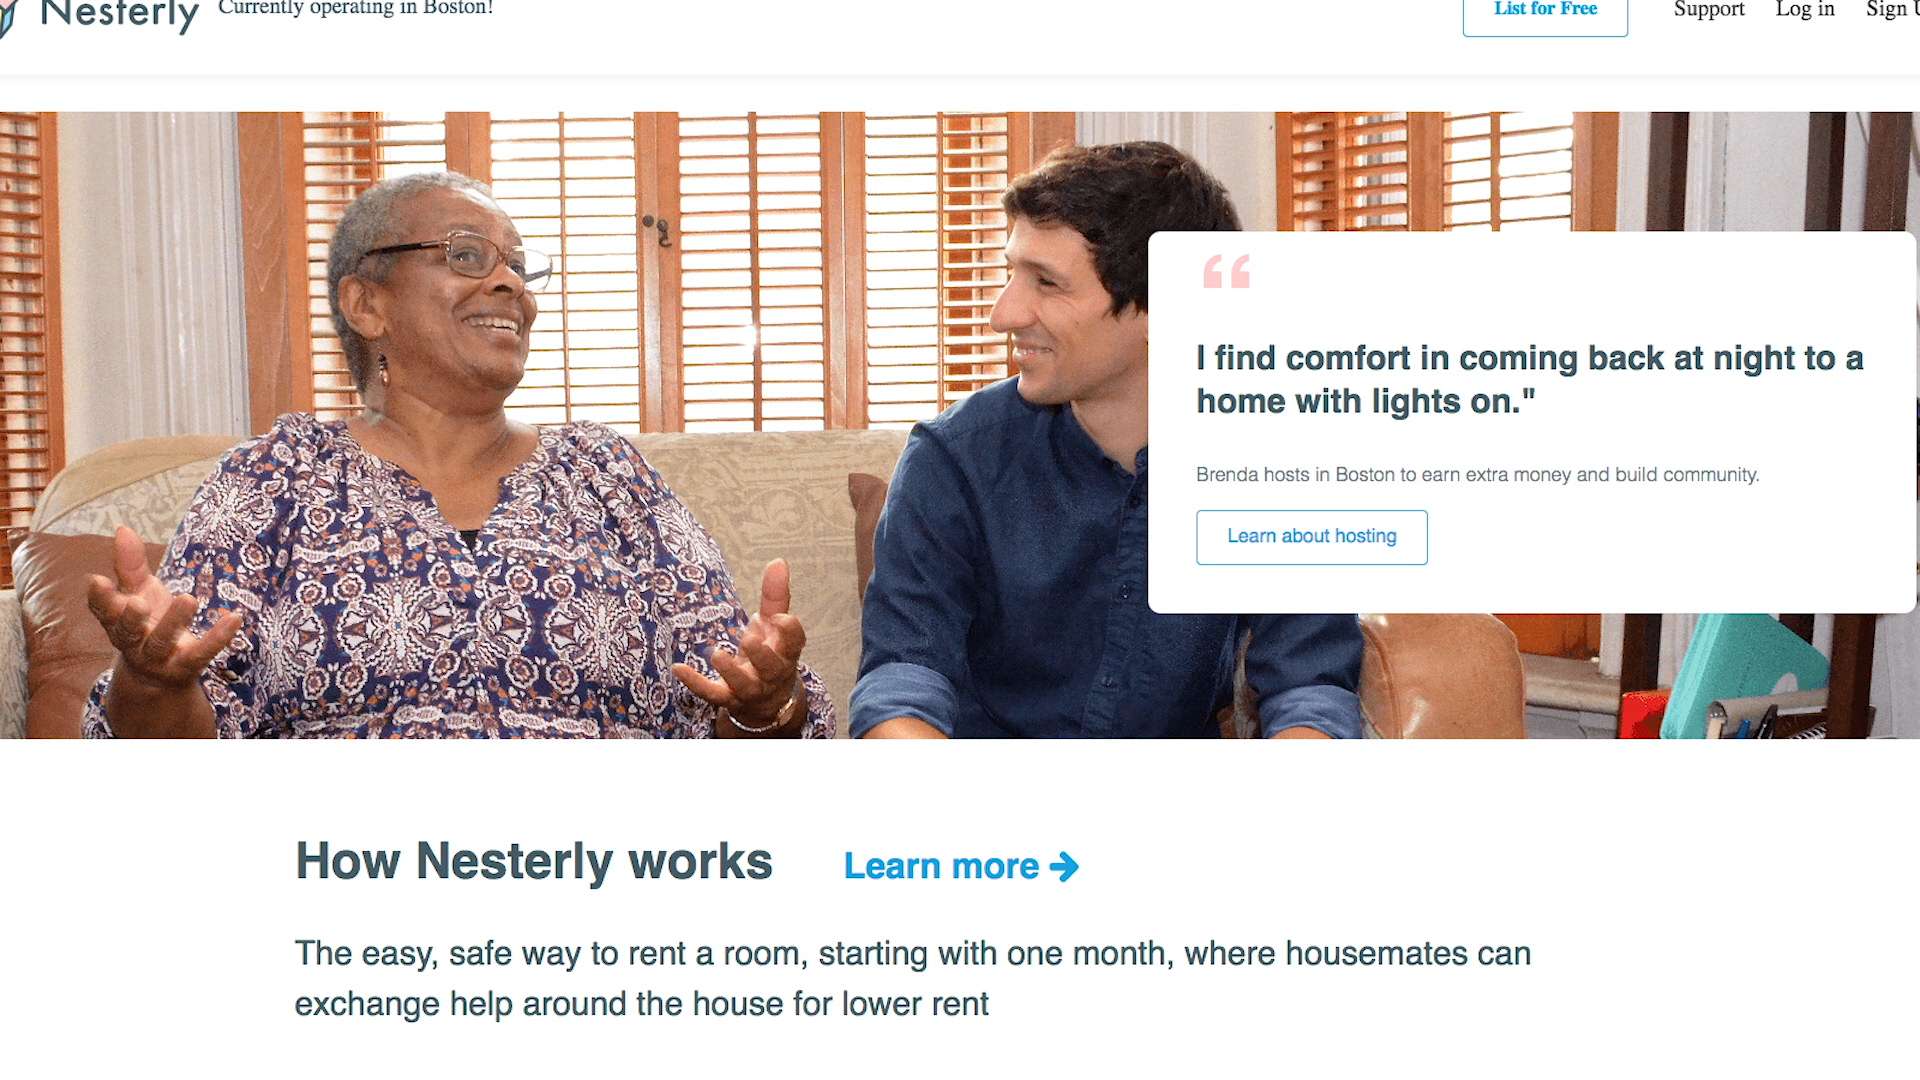 Nesterly
Currently operating in Boston!
List for Free
Support
Log in
Sign
I find comfort in coming back at night to a
home with lights on."
Brenda hosts in Boston to earn extra money and build community.
Learn about hosting
How Nesterly works
Learn more
The easy, safe way to rent a room, starting with one month, where housemates can
exchange help around the house for lower rent